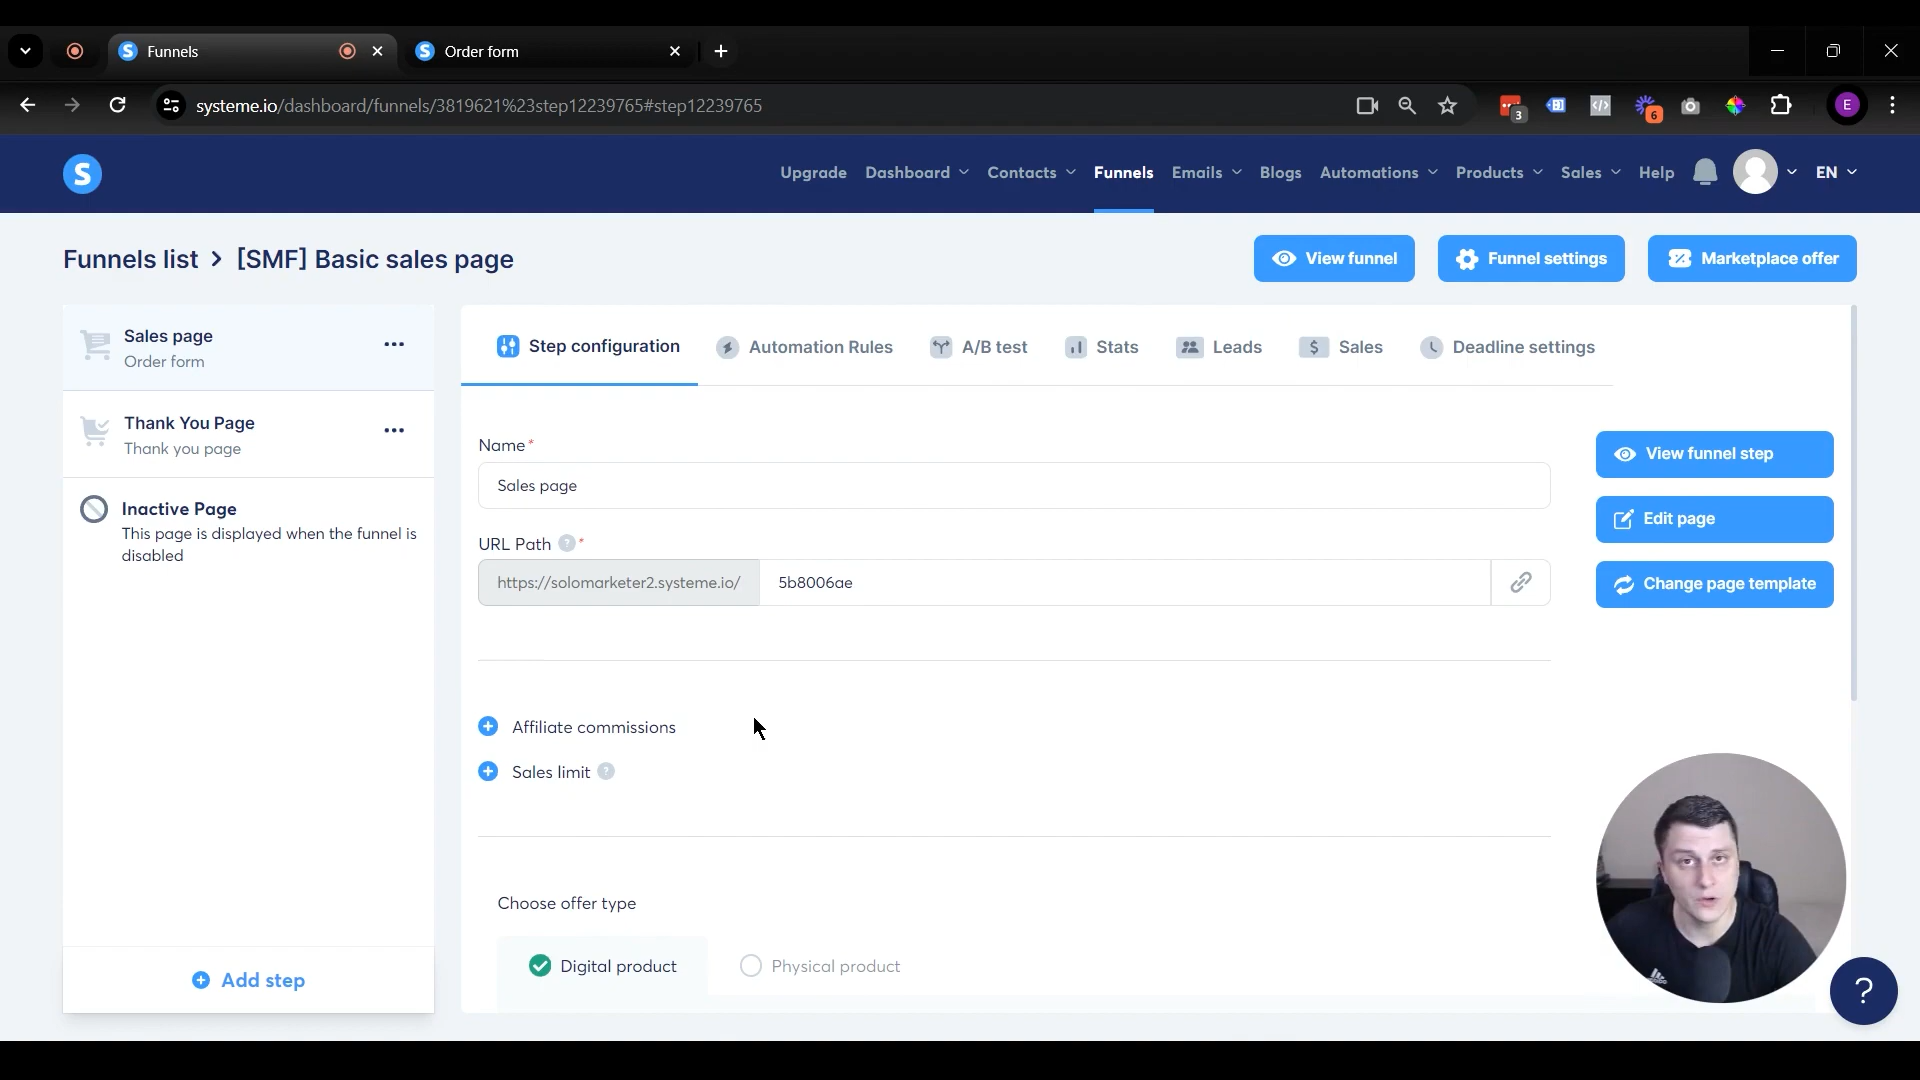 Funnels
Order form
systeme.io/dashboard/funnels/3819621%23step12239765#step12239765
3
6
E
S
Upgrade Dashboard Contacts Funnels Emails Blogs Automations Products Sales Help EN
Funnels list > [SMF] Basic sales page
View funnel
Funnel settings
Marketplace offer
Sales page
Order form
Thank You Page
Thank you page
Inactive Page
This page is displayed when the funnel is
disabled
Add step
Step configuration
Automation Rules
A/B test
Stats
Leads
$ Sales
Deadline settings
Name*
Sales page
URL Path ? *
https://solomarketer2.systeme.io/ 5b8006ae
View funnel step
Edit page
Change page template
Affiliate commissions
Sales limit ?
Choose offer type
Digital product
Physical product
adidas
?